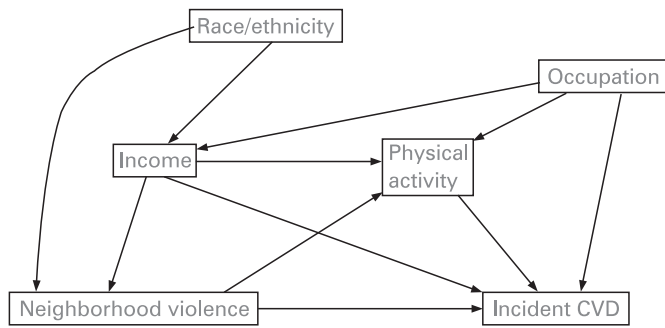 Race/ethnicity
Occupation
Income
Physical
activity
Neighborhood violence
Incident CVD